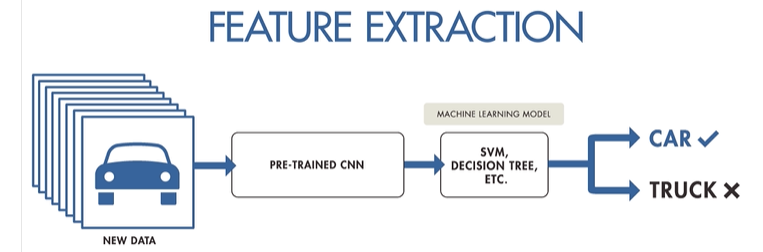 FEATURE EXTRACTION
MACHINE LEARNING MODEL
PRE-TRAINED CNN
SVM,
DECISION TREE,
ETC.
CAR
TRUCK
NEW DATA